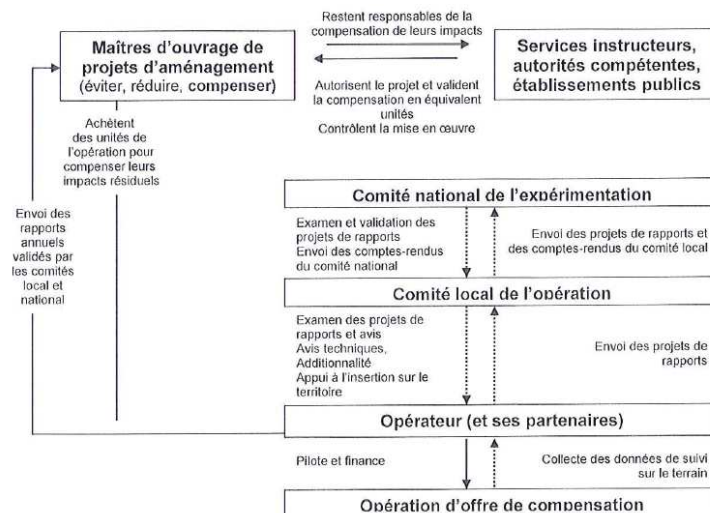 Restent responsables de la
compensation de leurs impacts
Maîtres d'ouvrage de
projets d'aménagement
(éviter, réduire, compenser)
Services instructeurs,
autorités compétentes,
établissements publics
Autorisent le projet et valident
la compensation en équivalent
unités
Contrôlent la mise en œuvre
Achètent
des unités de
l'opération pour
compenser leurs
impacts résiduels
Envoi des
rapports
annuels
validés par
les comités
local et
national
Comité national de l'expérimentation
Examen et validation des
projets de rapports
Envoi des comptes-rendus
du comité national
Envoi des projets de rapports et
des comptes-rendus du comité local
Comité local de l'opération
Examen des projets de
rapports et avis
Avis techniques,
Additionnalité
Appui à l'insertion sur le
territoire
Envoi des projets de
rapports
Opérateur (et ses partenaires)
Pilote et finance
Collecte des données de suivi
sur le terrain
Opération d'offre de compensation